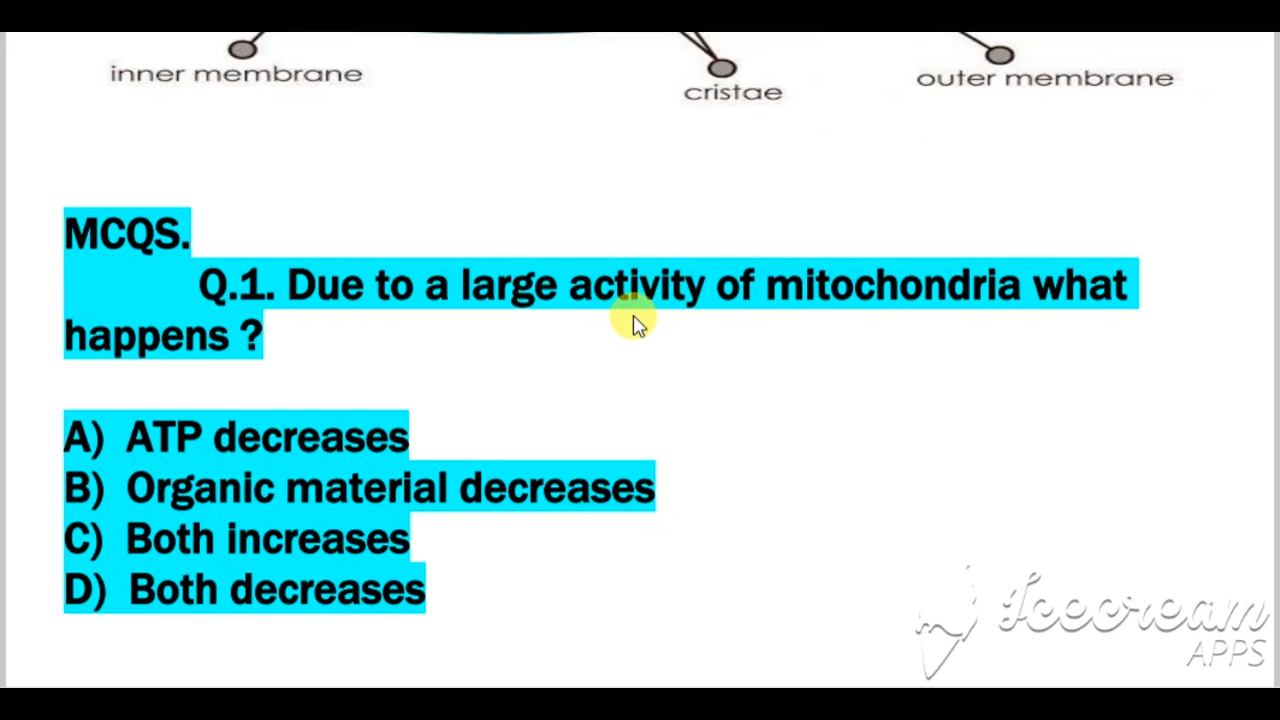 inner membrane
cristae
outer membrane
MCQS.
Q.1. Due to a large activity of mitochondria what
happens ?
A) ATP decreases
B) Organic material decreases
C) Both increases
D) Both decreases
Icecream
APPS